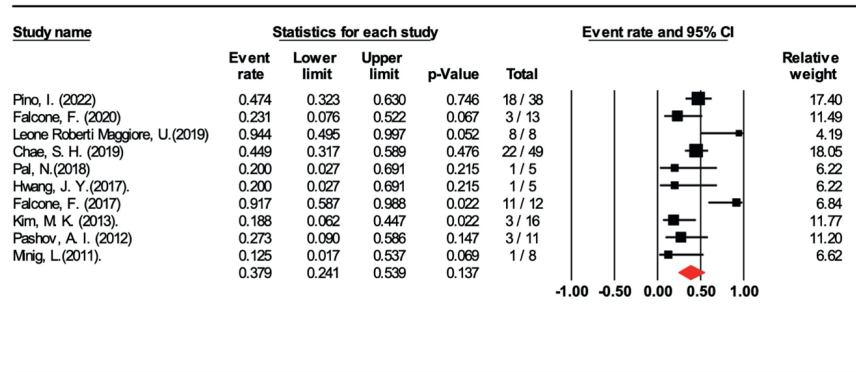 Study name Statistics for each study Event rate and 95% CI
Event rate Lower limit Upper limit p-Value Total Relative weight
Pino, I. (2022) 0.474 0.323 0.630 0.746 18 / 38 17.40
Falcone, F. (2020) 0.231 0.076 0.522 0.067 3 / 13 11.49
Leone Roberti Maggiore, U.(2019) 0.944 0.495 0.997 0.052 8 / 8 4.19
Chae, S. H. (2019) 0.449 0.317 0.589 0.476 22 / 49 18.05
Pal, N.(2018) 0.200 0.027 0.691 0.215 1 / 5 6.22
Hwang, J. Y.(2017). 0.200 0.027 0.691 0.215 1 / 5 6.22
Falcone, F. (2017) 0.917 0.587 0.988 0.022 11 / 12 6.84
Kim, M. K. (2013). 0.188 0.062 0.447 0.022 3 / 16 11.77
Pashov, A. I. (2012) 0.273 0.090 0.586 0.147 3 / 11 11.20
Minig, L.(2011). 0.125 0.017 0.537 0.069 1 / 8 6.62
0.379 0.241 0.539 0.137
-1.00 -0.50 0.00 0.50 1.00